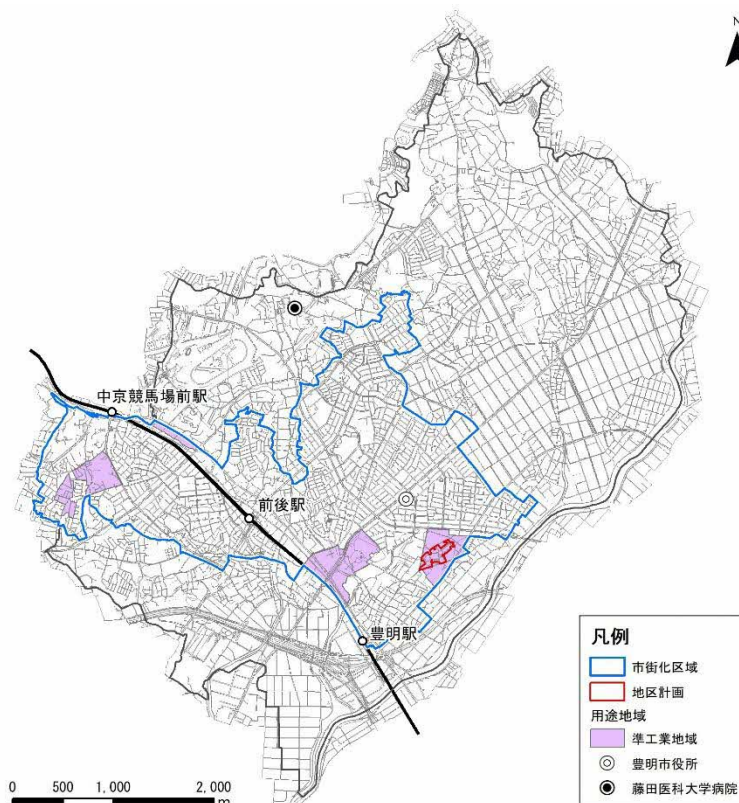 N
中京競馬場前駅
前後駅
豊明駅
凡例
市街化区域
地区計画
用途地域
準工業地域
豊明市役所
藤田医科大学病院
0 500 1,000 2,000
m